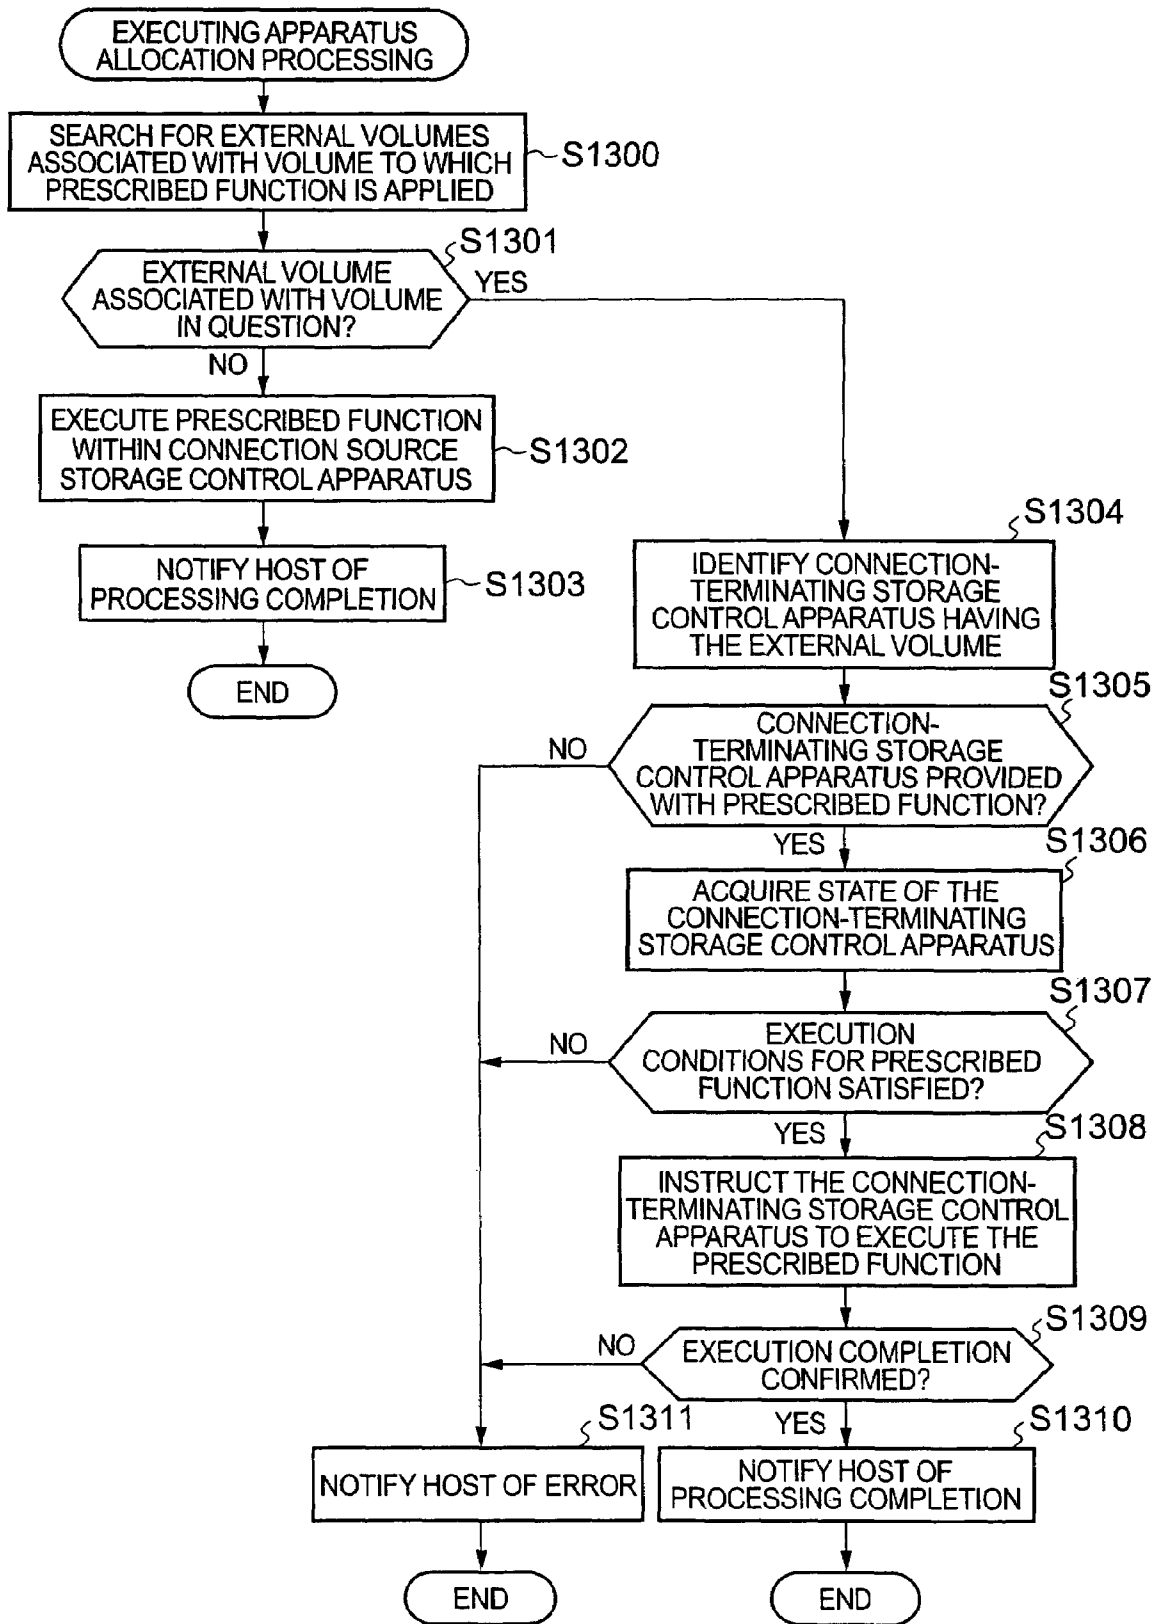 EXECUTING APPARATUS
ALLOCATION PROCESSING
SEARCH FOR EXTERNAL VOLUMES
ASSOCIATED WITH VOLUME TO WHICH
PRESCRIBED FUNCTION IS APPLIED
S1300
S1301
EXTERNAL VOLUME
ASSOCIATED WITH VOLUME
IN QUESTION?
YES
NO
EXECUTE PRESCRIBED FUNCTION
WITHIN CONNECTION SOURCE
STORAGE CONTROL APPARATUS
S1302
NOTIFY HOST OF
PROCESSING COMPLETION
S1303
END
S1304
IDENTIFY CONNECTION-
TERMINATING STORAGE
CONTROL APPARATUS HAVING
THE EXTERNAL VOLUME
S1305
CONNECTION-
TERMINATING STORAGE
CONTROL APPARATUS PROVIDED
WITH PRESCRIBED FUNCTION?
NO
YES
S1306
ACQUIRE STATE OF THE
CONNECTION-TERMINATING
STORAGE CONTROL APPARATUS
S1307
EXECUTION
CONDITIONS FOR PRESCRIBED
FUNCTION SATISFIED?
NO
YES
S1308
INSTRUCT THE CONNECTION-
TERMINATING STORAGE CONTROL
APPARATUS TO EXECUTE THE
PRESCRIBED FUNCTION
S1309
EXECUTION COMPLETION
CONFIRMED?
NO
YES
S1311
NOTIFY HOST OF ERROR
END
S1310
NOTIFY HOST OF
PROCESSING COMPLETION
END